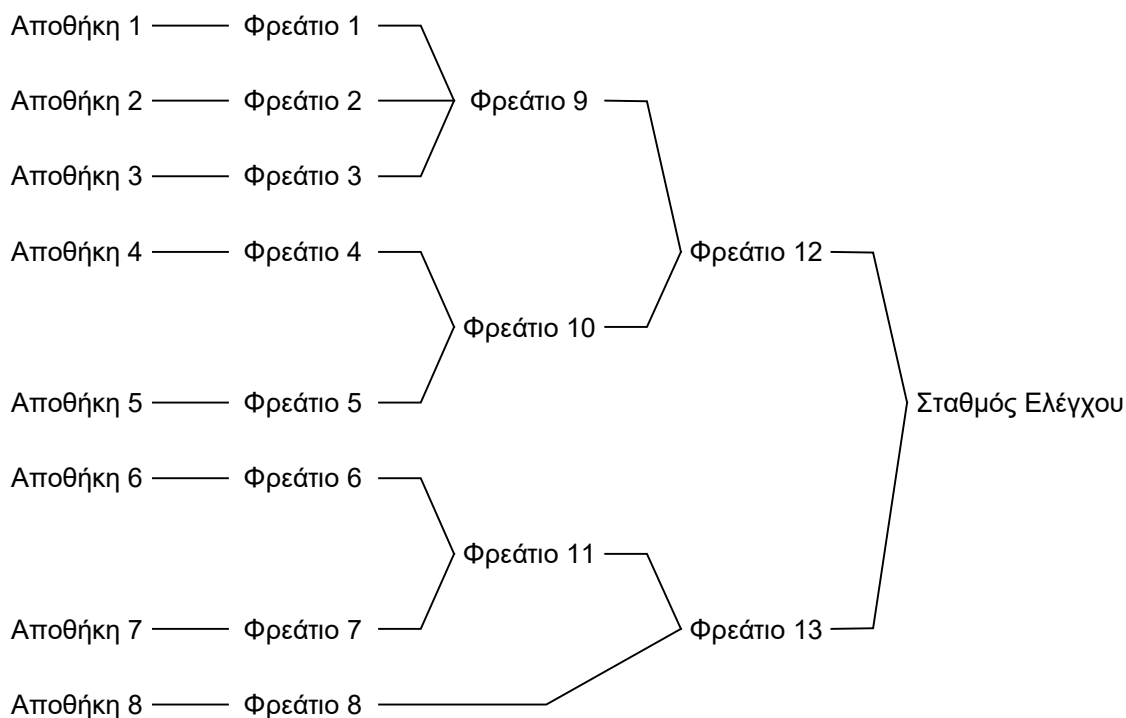 Αποθήκη 1 Φρεάτιο 1
Αποθήκη 2 Φρεάτιο 2 Φρεάτιο 9
Αποθήκη 3 Φρεάτιο 3
Αποθήκη 4 Φρεάτιο 4 Φρεάτιο 12
Φρεάτιο 10
Αποθήκη 5 Φρεάτιο 5 Σταθμός Ελέγχου
Αποθήκη 6 Φρεάτιο 6
Φρεάτιο 11
Αποθήκη 7 Φρεάτιο 7 Φρεάτιο 13
Αποθήκη 8 Φρεάτιο 8